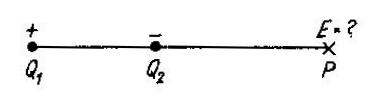 + − E = ?
Q₁ Q₂ P